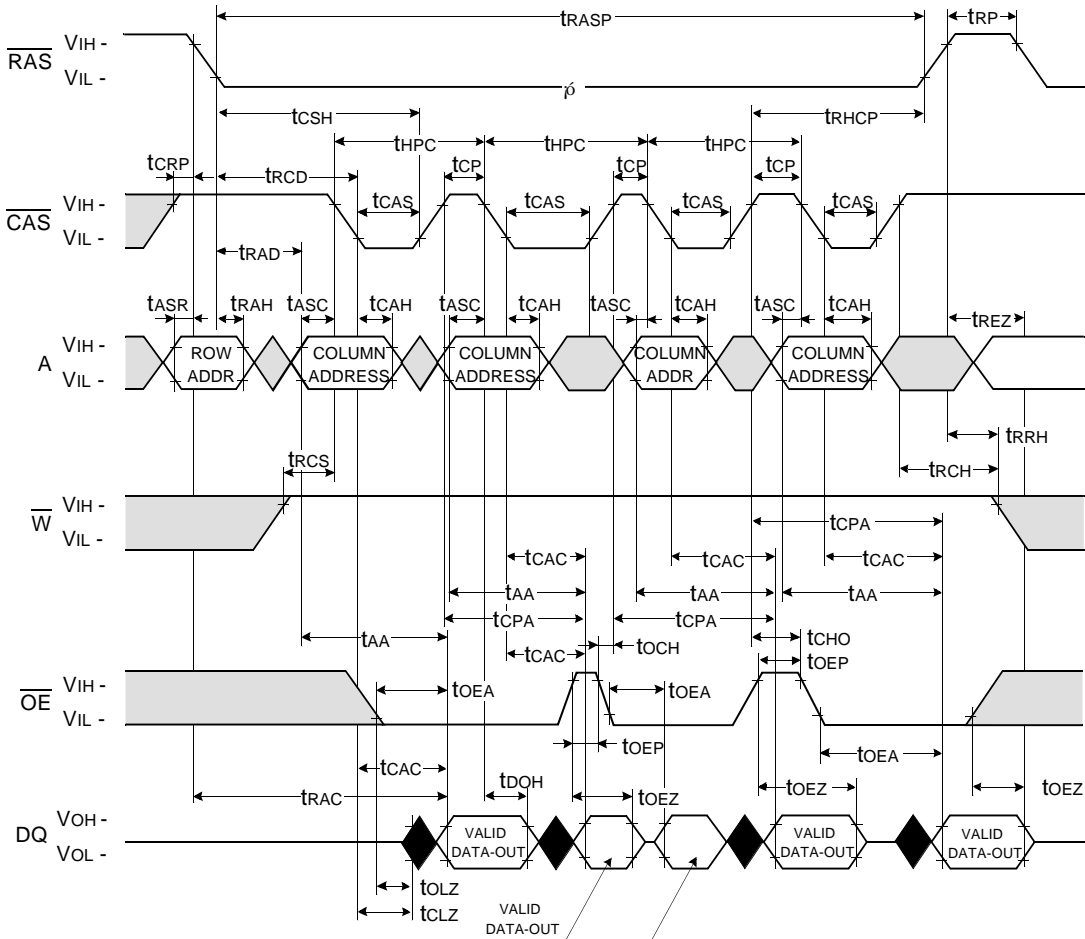 tRASP tRP
RAS VIH -
VIL -
ṕ
tCSH tRHCP
tHPC tHPC tHPC
tCRP tRCD tCP tCP tCP
CAS VIH -
VIL -
tCAS tCAS tCAS tCAS
tRAD
tASR tRAH tASC tCAH tASC tCAH tASC tCAH tASC tCAH tREZ
A VIH -
VIL -
ROW ADDR
COLUMN ADDRESS
COLUMN ADDRESS
COLUMN ADDR
COLUMN ADDRESS
tRRH
tRCS tRCH
W VIH -
VIL -
tCPA
tCAC tCAC tCAC
tAA tAA tAA
tCPA tCPA
tAA tOCH tCHO
tCAC tOEP
OE VIH -
VIL -
tOEA tOEA
tOEP tOEA
tCAC
tRAC tDOH tOEZ tOEZ tOEZ
DQ VOH -
VOL -
VALID DATA-OUT
VALID DATA-OUT
VALID DATA-OUT
tOLZ
tCLZ
VALID
DATA-OUT